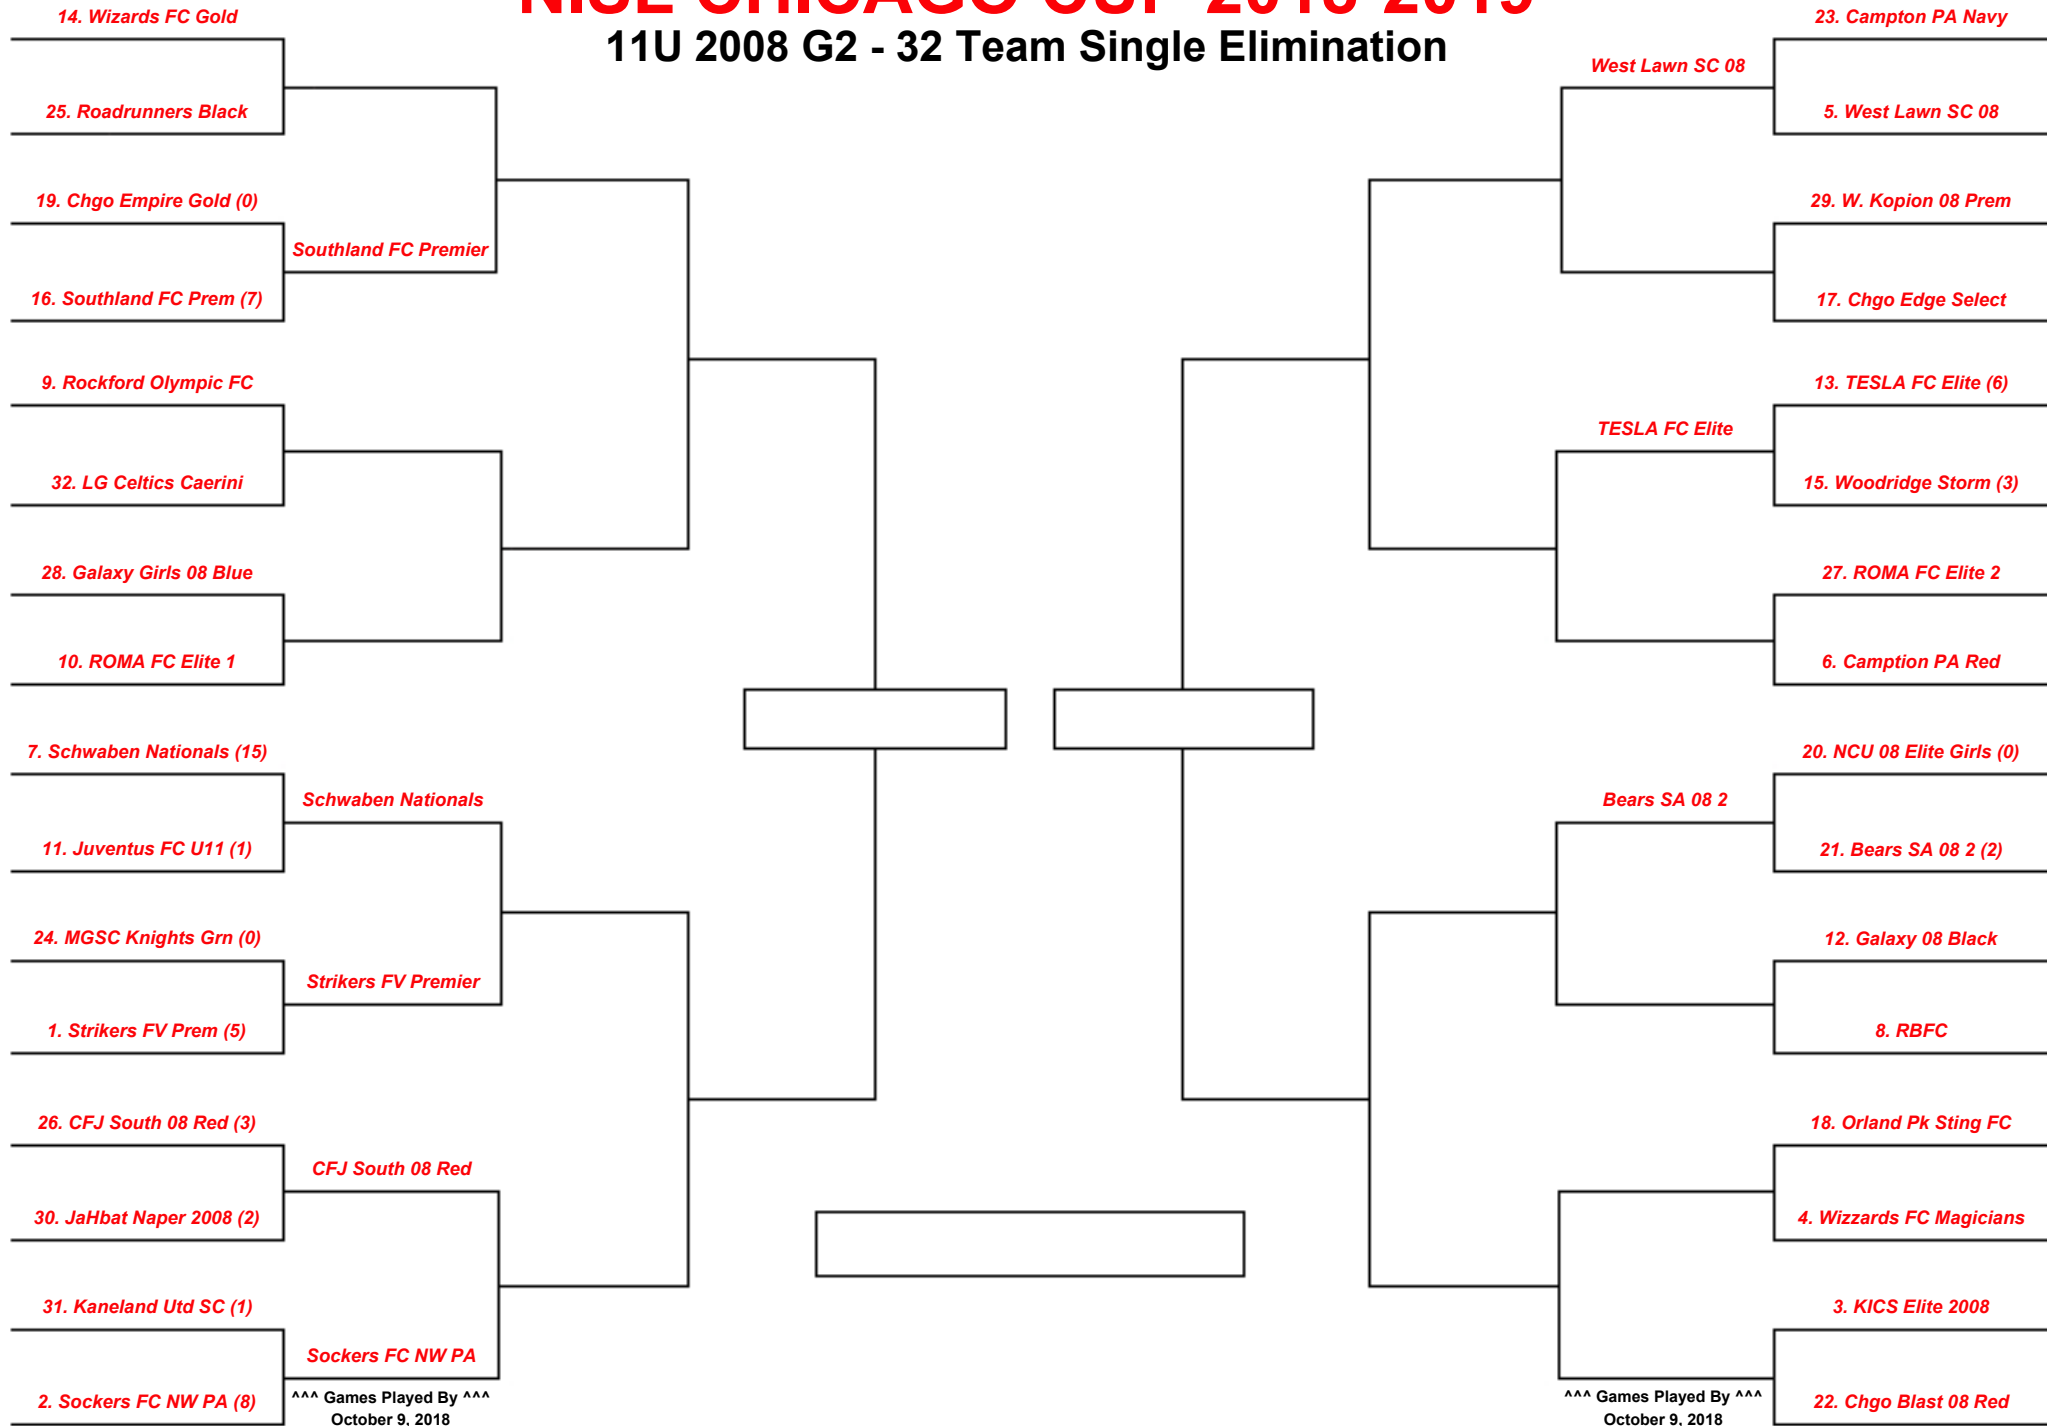 NISL CHICAGO CUP 2018-2019
11U 2008 G2 - 32 Team Single Elimination
14. Wizards FC Gold
25. Roadrunners Black
19. Chgo Empire Gold (0)
Southland FC Premier
16. Southland FC Prem (7)
9. Rockford Olympic FC
32. LG Celtics Caerini
28. Galaxy Girls 08 Blue
10. ROMA FC Elite 1
7. Schwaben Nationals (15)
Schwaben Nationals
11. Juventus FC U11 (1)
24. MGSC Knights Grn (0)
Strikers FV Premier
1. Strikers FV Prem (5)
26. CFJ South 08 Red (3)
CFJ South 08 Red
30. JaHbat Naper 2008 (2)
31. Kaneland Utd SC (1)
Sockers FC NW PA
2. Sockers FC NW PA (8)
^^^ Games Played By ^^^
October 9, 2018
23. Campton PA Navy
West Lawn SC 08
5. West Lawn SC 08
29. W. Kopion 08 Prem
17. Chgo Edge Select
13. TESLA FC Elite (6)
TESLA FC Elite
15. Woodridge Storm (3)
27. ROMA FC Elite 2
6. Camption PA Red
20. NCU 08 Elite Girls (0)
Bears SA 08 2
21. Bears SA 08 2 (2)
12. Galaxy 08 Black
8. RBFC
18. Orland Pk Sting FC
4. Wizzards FC Magicians
3. KICS Elite 2008
22. Chgo Blast 08 Red
^^^ Games Played By ^^^
October 9, 2018